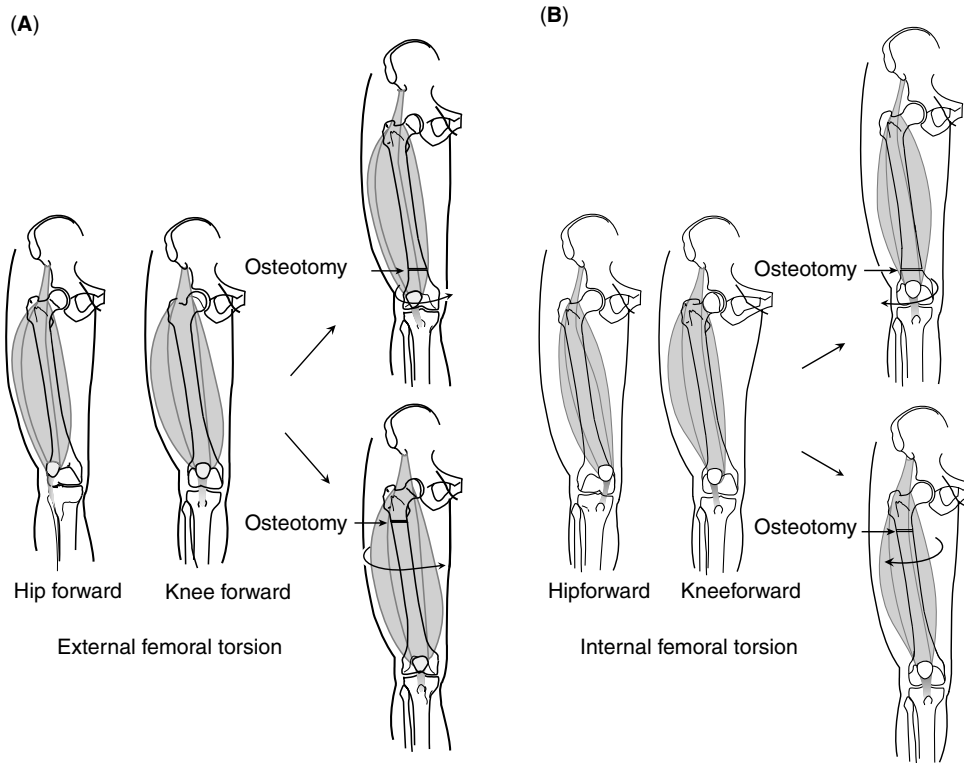 (A)
Osteotomy
Osteotomy
Hip forward
Knee forward
External femoral torsion
(B)
Osteotomy
Osteotomy
Hipforward
Kneeforward
Internal femoral torsion